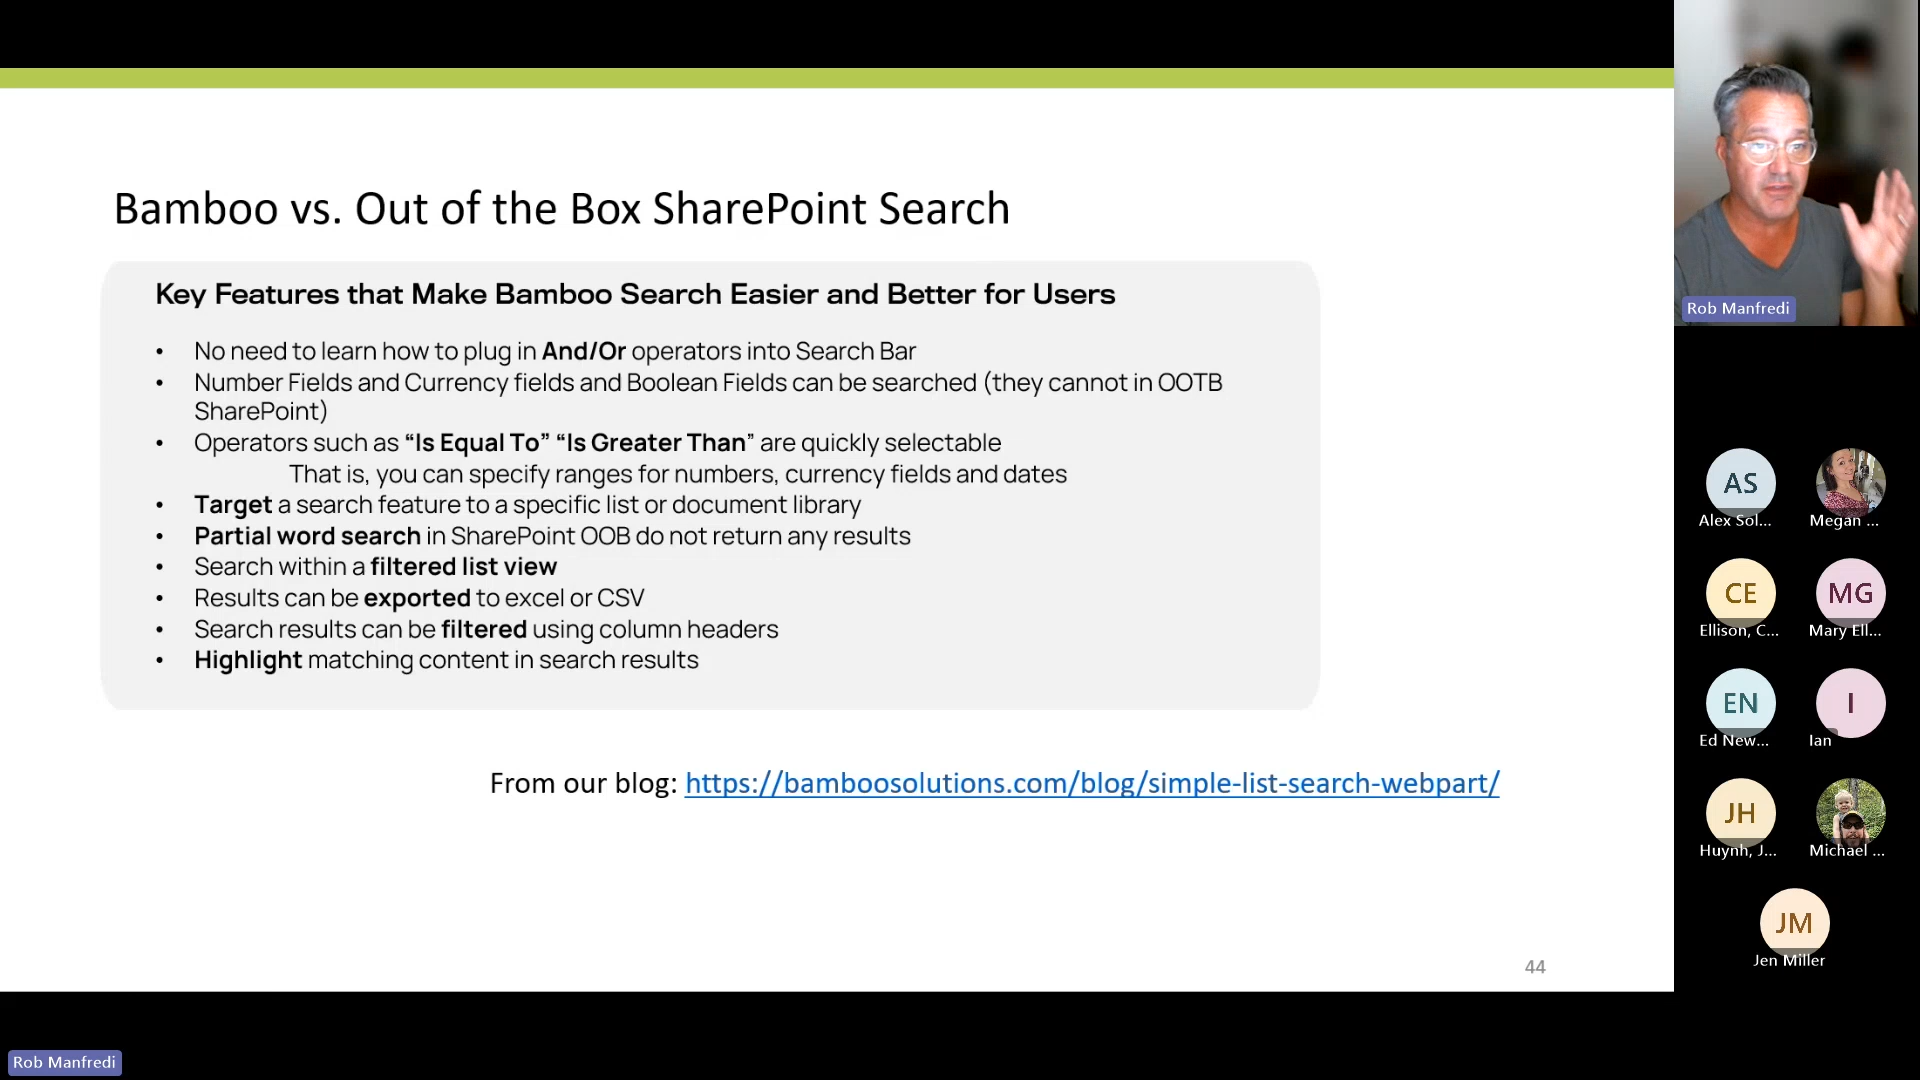 Bamboo vs. Out of the Box SharePoint Search
Key Features that Make Bamboo Search Easier and Better for Users
• No need to learn how to plug in And/Or operators into Search Bar
• Number Fields and Currency fields and Boolean Fields can be searched (they cannot in OOTB
SharePoint)
• Operators such as “Is Equal To” “Is Greater Than” are quickly selectable
That is, you can specify ranges for numbers, currency fields and dates
• Target a search feature to a specific list or document library
• Partial word search in SharePoint OOB do not return any results
• Search within a filtered list view
• Results can be exported to excel or CSV
• Search results can be filtered using column headers
• Highlight matching content in search results
From our blog: https://bamboosolutions.com/blog/simple-list-search-webpart/
44
Rob Manfredi
Rob Manfredi
AS
Alex Sol...
Megan ...
CE
Ellison, C...
MG
Mary Ell...
EN
Ed New...
I
Ian
JH
Huynh, J...
Michael ...
JM
Jen Miller